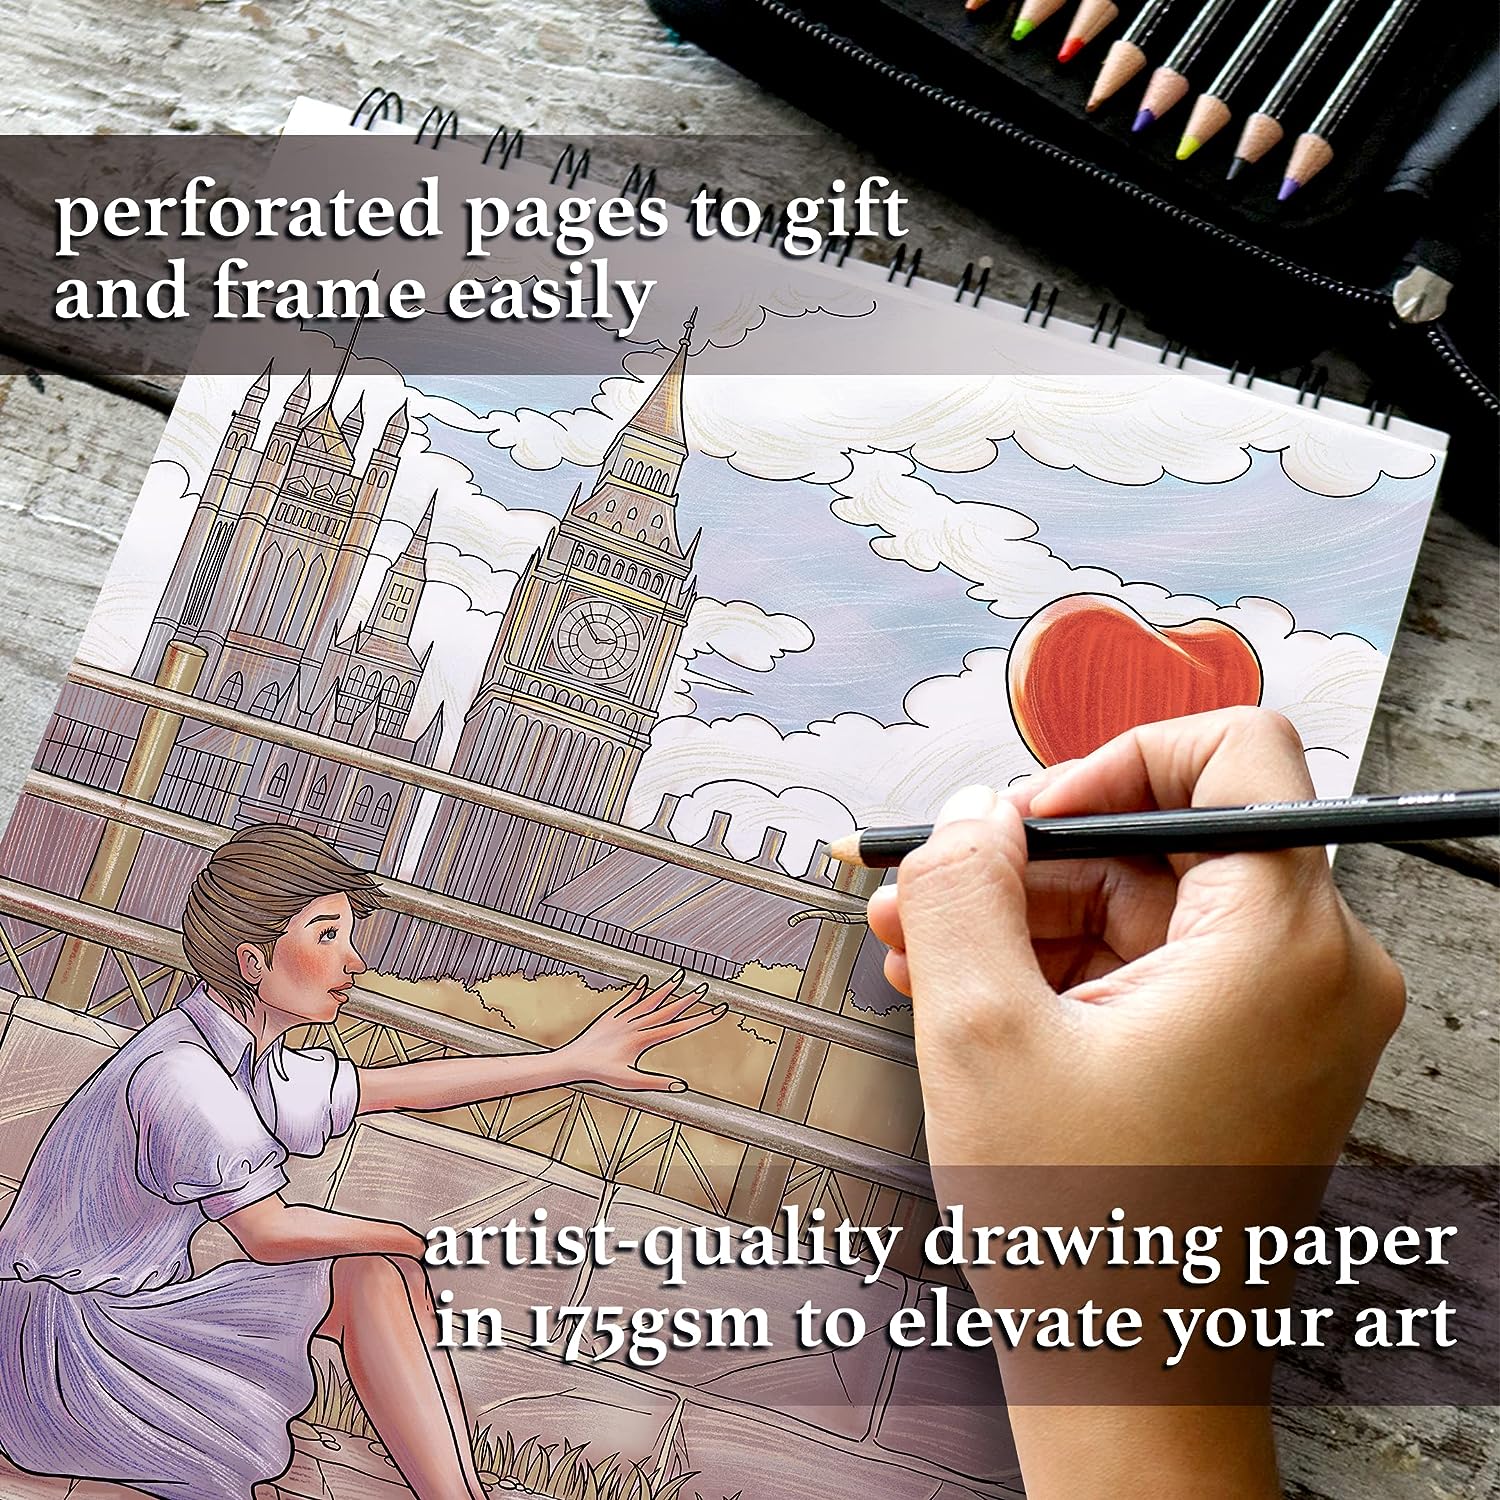 perforated pages to gift
and frame easily
artist-quality drawing paper
in 175gsm to elevate your art